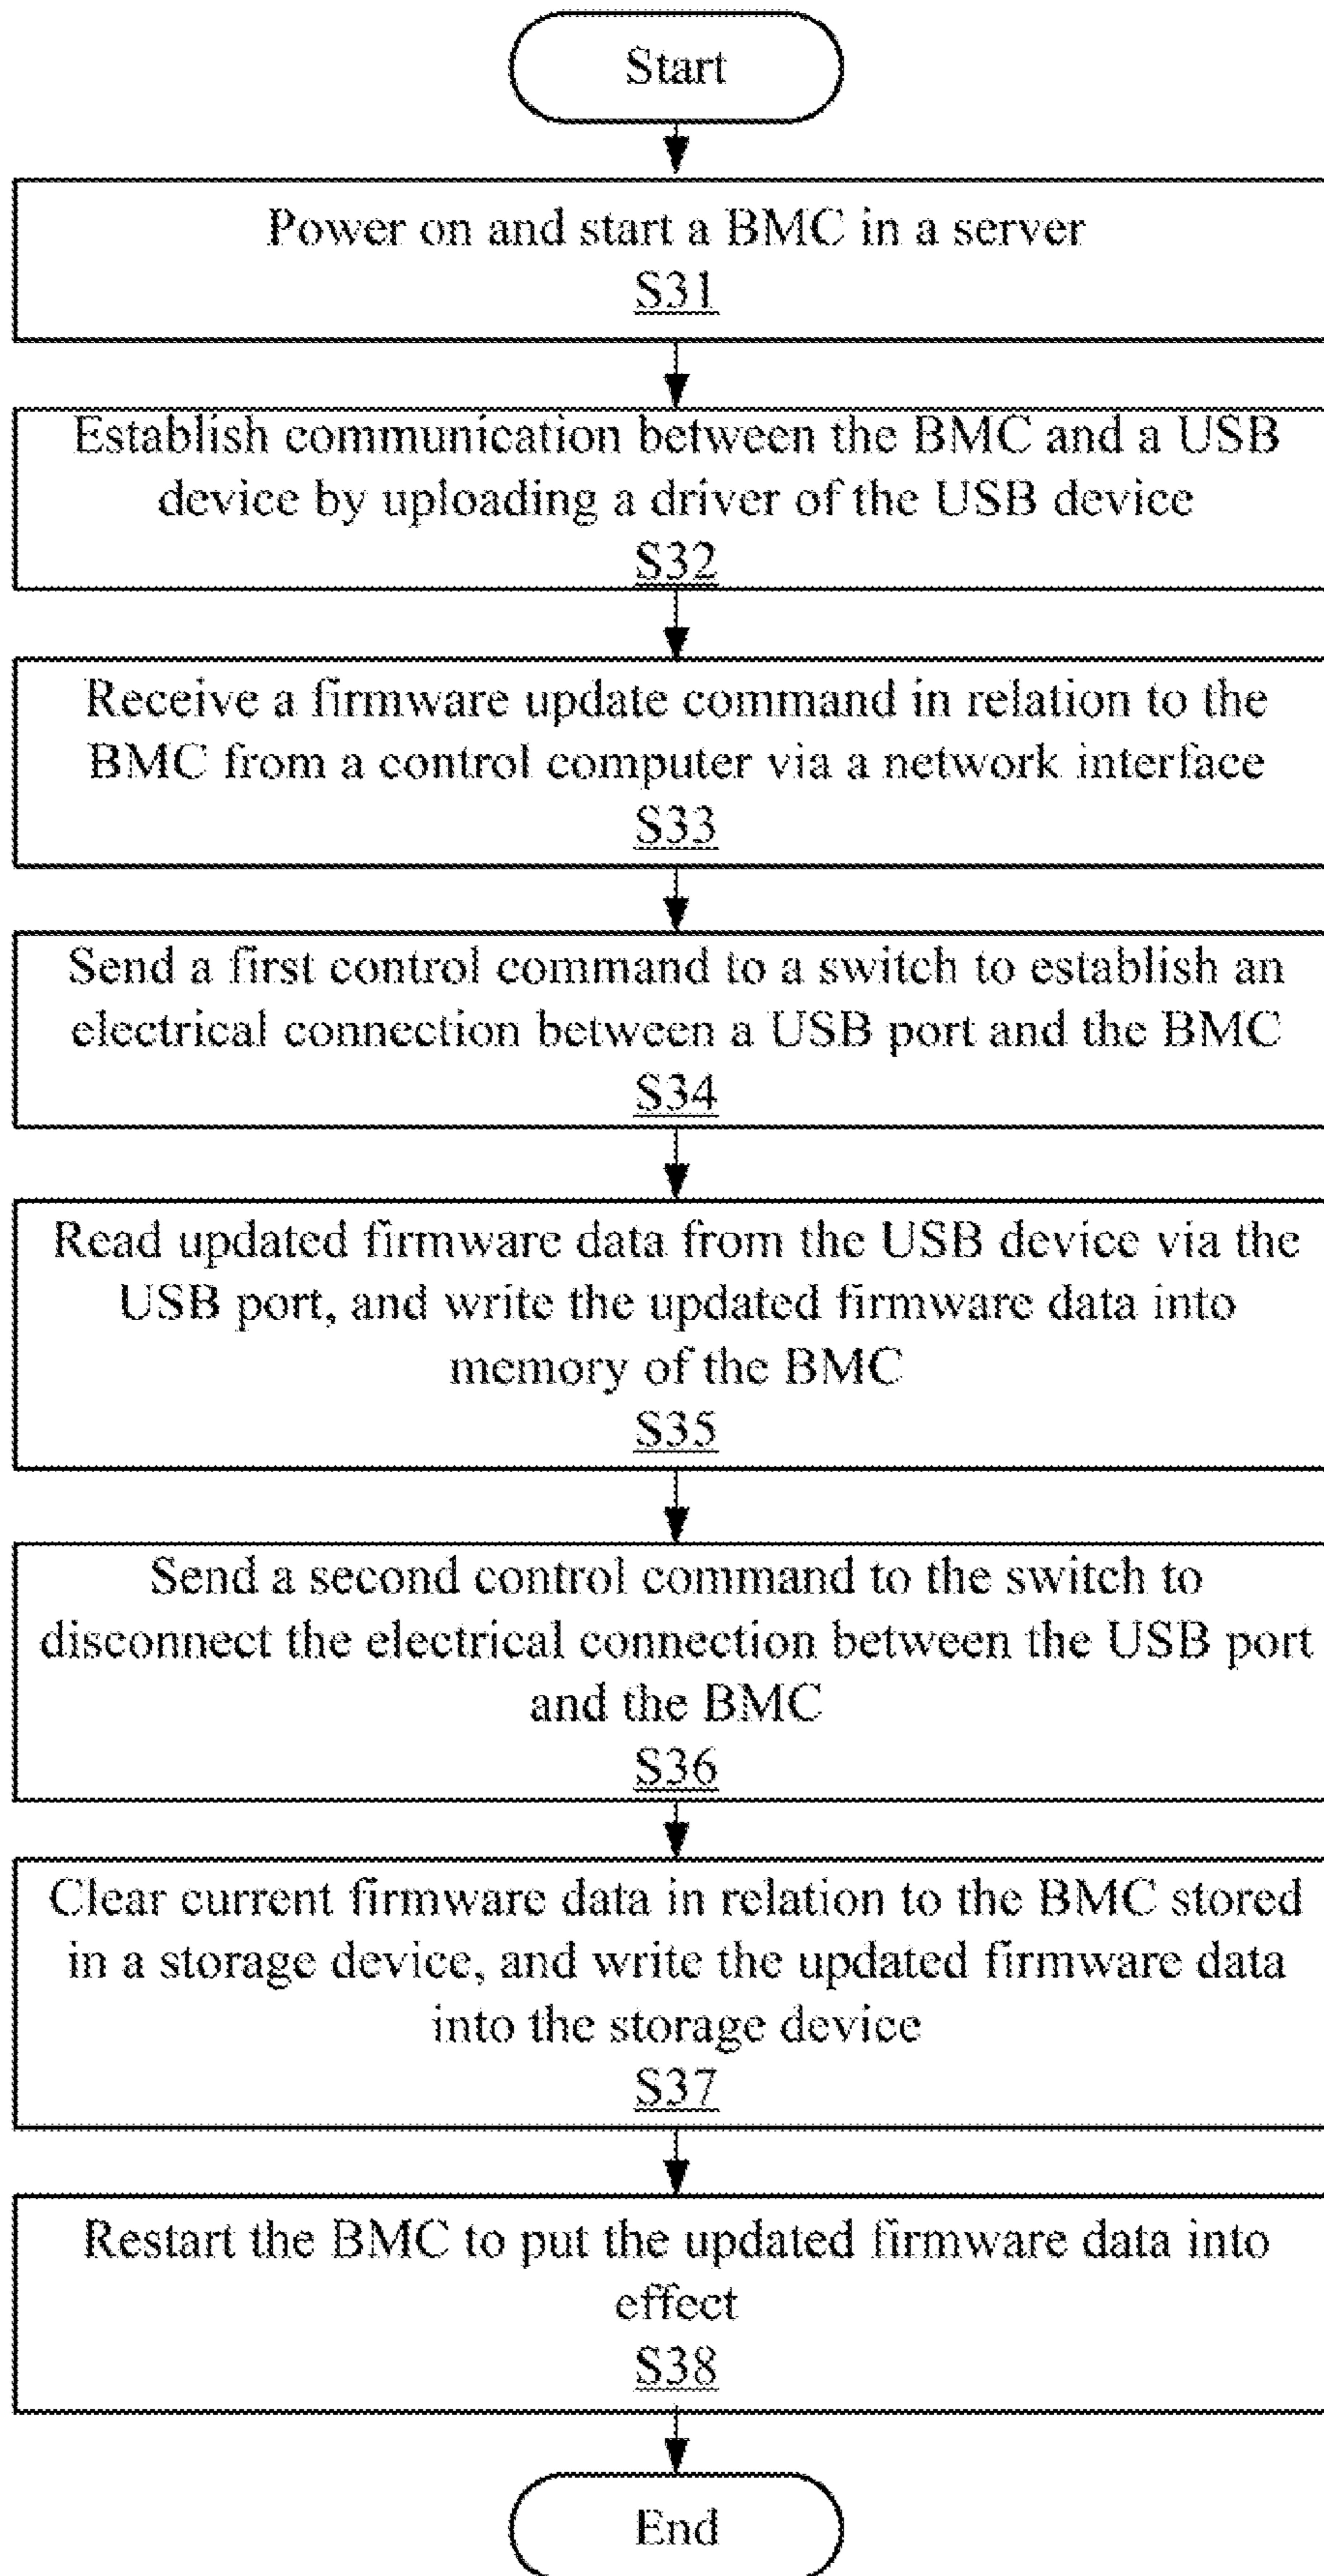 Start
Power on and start a BMC in a server
S31
Establish communication between the BMC and a USB
device by uploading a driver of the USB device
S32
Receive a firmware update command in relation to the
BMC from a control computer via a network interface
S33
Send a first control command to a switch to establish an
electrical connection between a USB port and the BMC
S34
Read updated firmware data from the USB device via the
USB port, and write the updated firmware data into
memory of the BMC
S35
Send a second control command to the switch to
disconnect the electrical connection between the USB port
and the BMC
S36
Clear current firmware data in relation to the BMC stored
in a storage device, and write the updated firmware data
into the storage device
S37
Restart the BMC to put the updated firmware data into
effect
S38
End